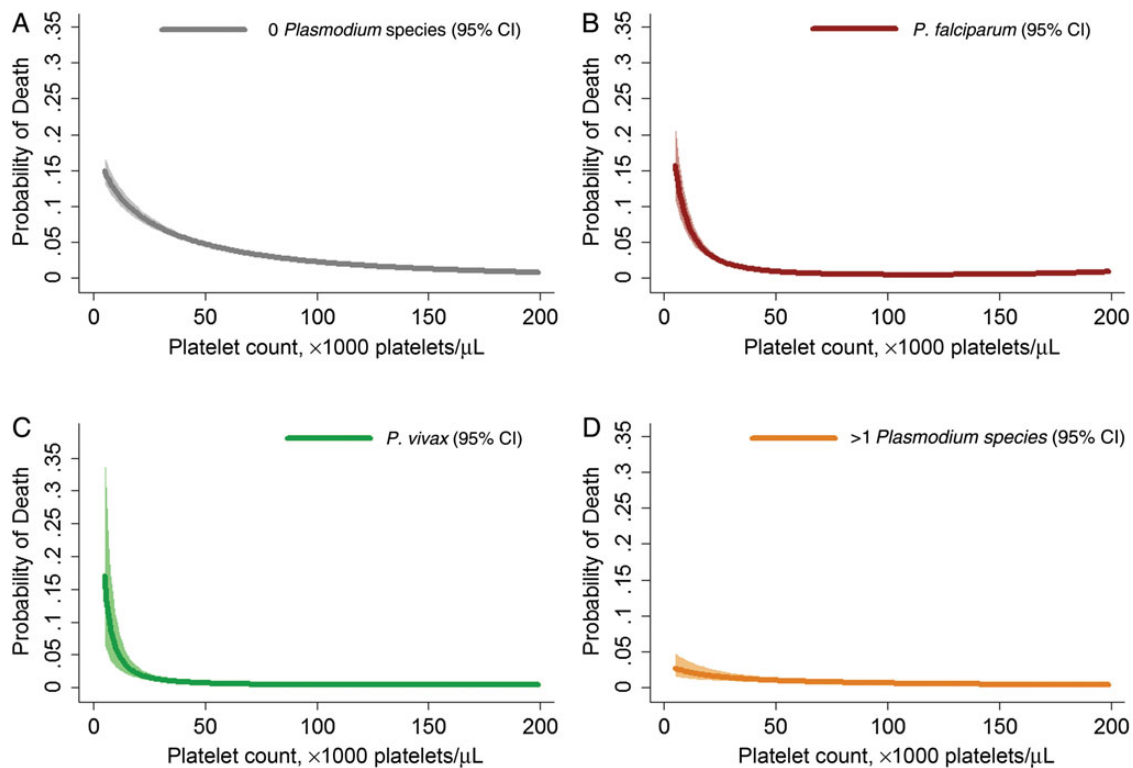 A
0 Plasmodium species (95% CI)
Probability of Death
0 .05 .1 .15 .2 .25 .3 .35
0 50 100 150 200
Platelet count, ×1000 platelets/μL
B
P. falciparum (95% CI)
Probability of Death
0 .05 .1 .15 .2 .25 .3 .35
0 50 100 150 200
Platelet count, ×1000 platelets/μL
C
P. vivax (95% CI)
Probability of Death
0 .05 .1 .15 .2 .25 .3 .35
0 50 100 150 200
Platelet count, ×1000 platelets/μL
D
>1 Plasmodium species (95% CI)
Probability of Death
0 .05 .1 .15 .2 .25 .3 .35
0 50 100 150 200
Platelet count, ×1000 platelets/μL